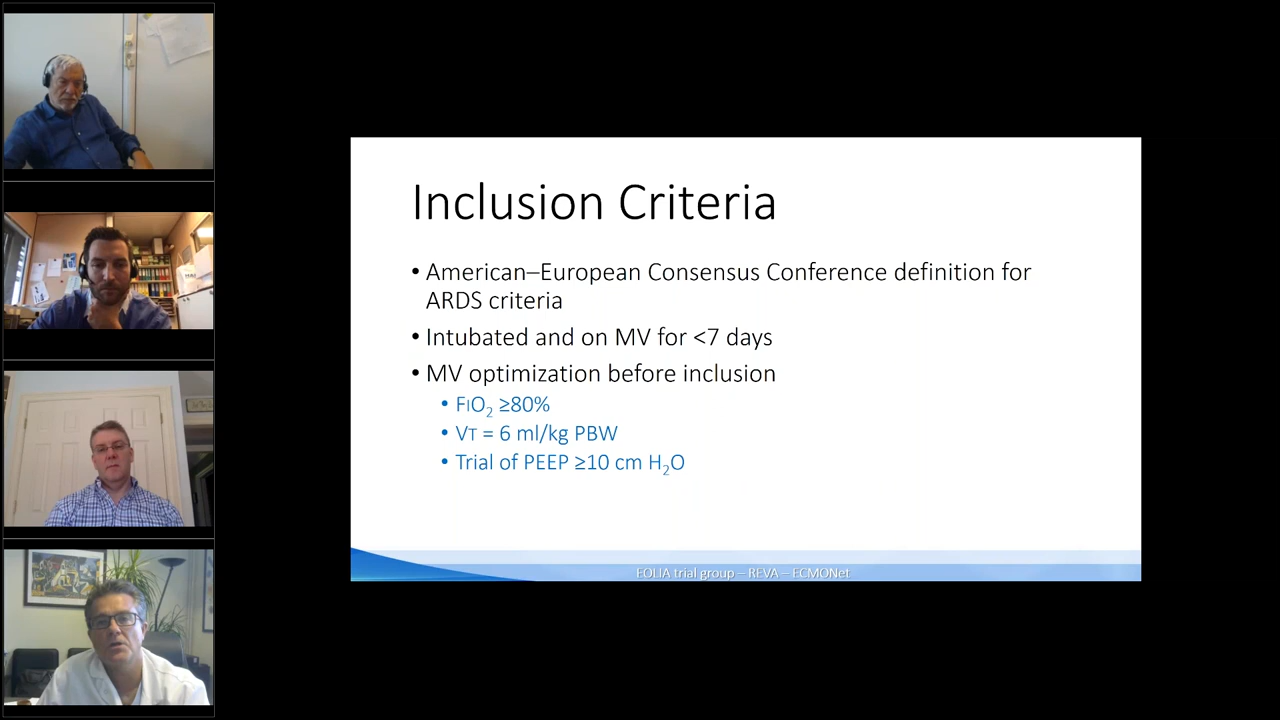 Inclusion Criteria
• American–European Consensus Conference definition for
ARDS criteria
• Intubated and on MV for <7 days
• MV optimization before inclusion
• FIO2 ≥80%
• VT = 6 ml/kg PBW
• Trial of PEEP ≥10 cm H2O
EOLIA trial group – REVA – ECMONet